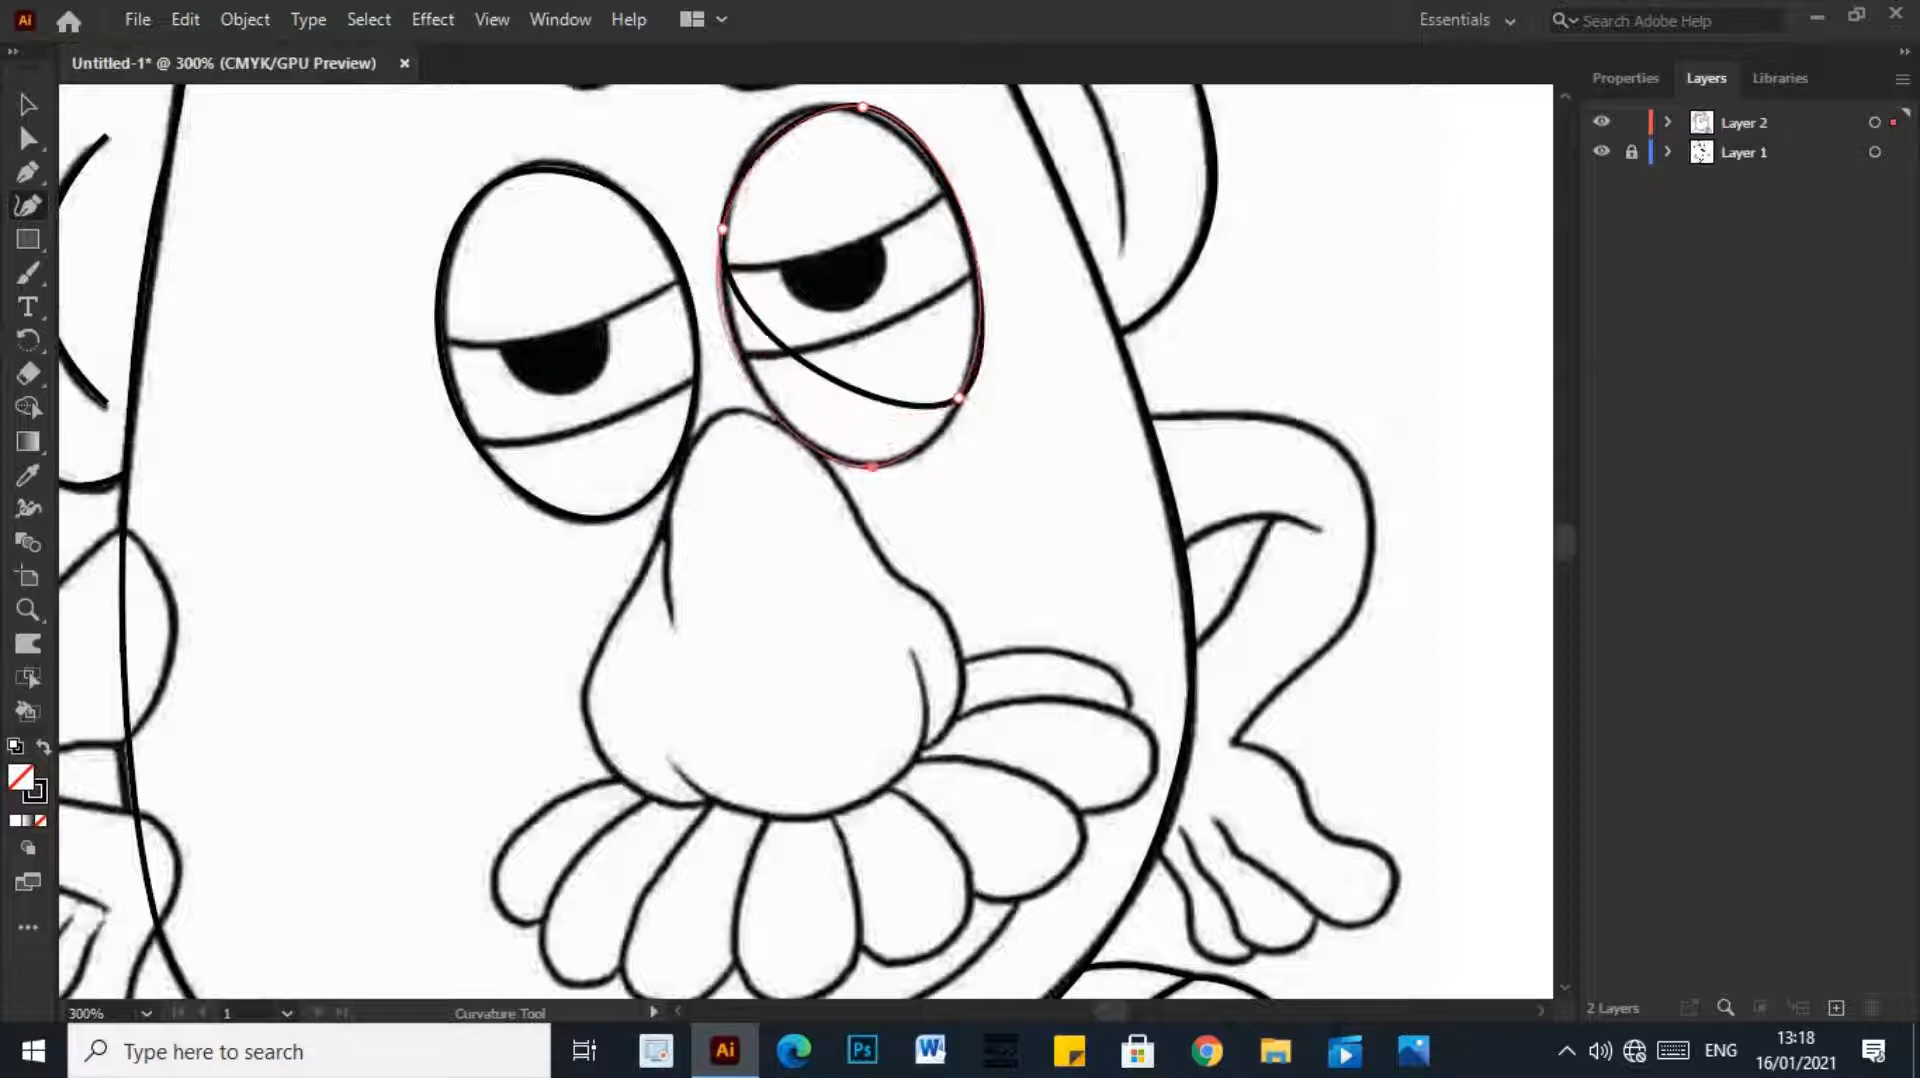 Ai File Edit Object Type Select Effect View Window Help Essentials Search Adobe Help
Untitled-1* @ 300% (CMYK/GPU Preview) ×
Properties Layers Libraries
Layer 2
Layer 1
300% 1 Curvature Tool 2 Layers
Type here to search Ai Ps W ENG 13:18
16/01/2021